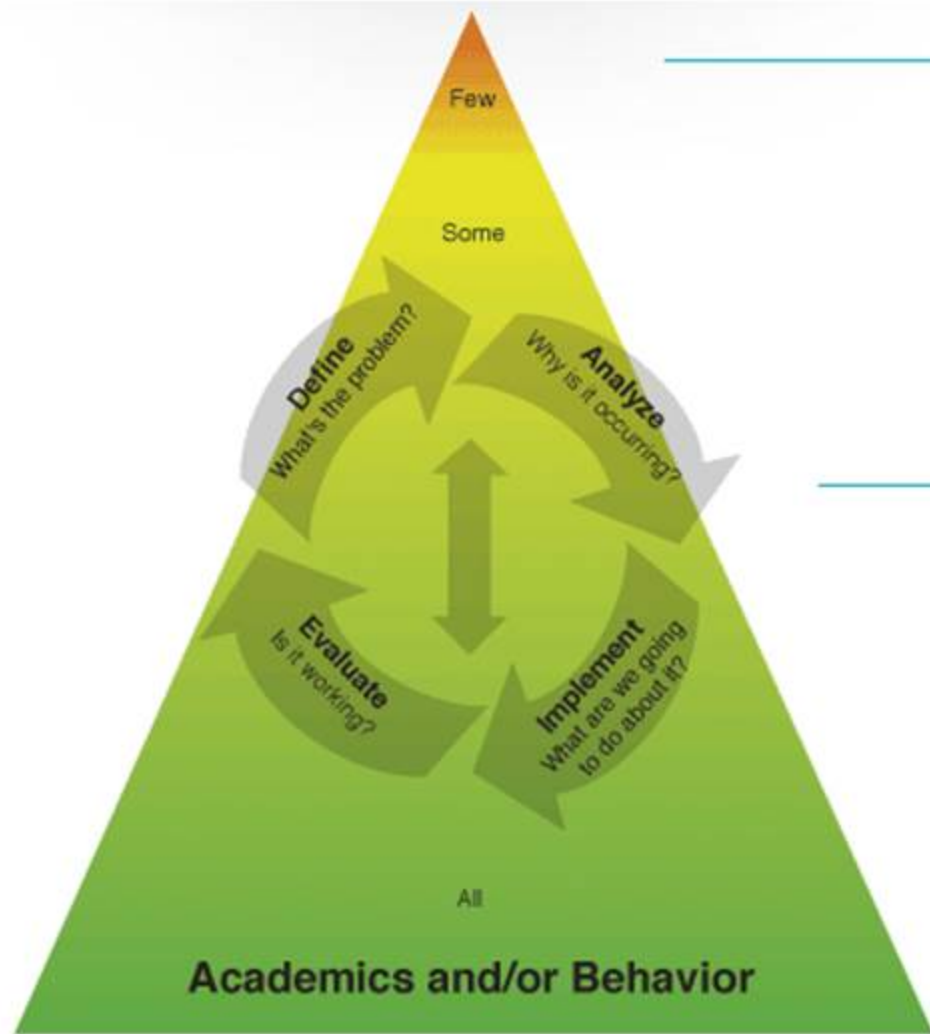 Few
Some
Define
What's the problem?
Analyze
Why is it occurring?
Implement
What are we going
to do about it?
Evaluate
Is it working?
All
Academics and/or Behavior